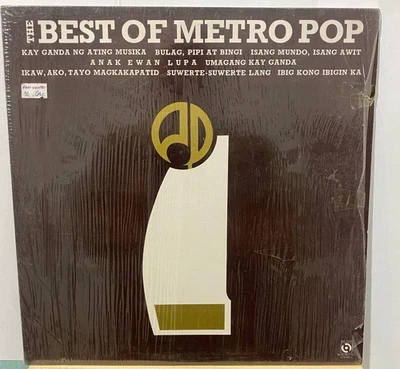 THE BEST OF METRO POP
KAY GANDA NG ATING MUSIKA BULAG, PIPI AT BINGI ISANG MUNDO, ISANG AWIT
ANAK EWAN LUPA UMAGANG KAY GANDA
IKAW, AKO, TAYO MAGKAKAPATID SUWERTE-SUWERTE LANG IBIG KONG IBIGIN KA